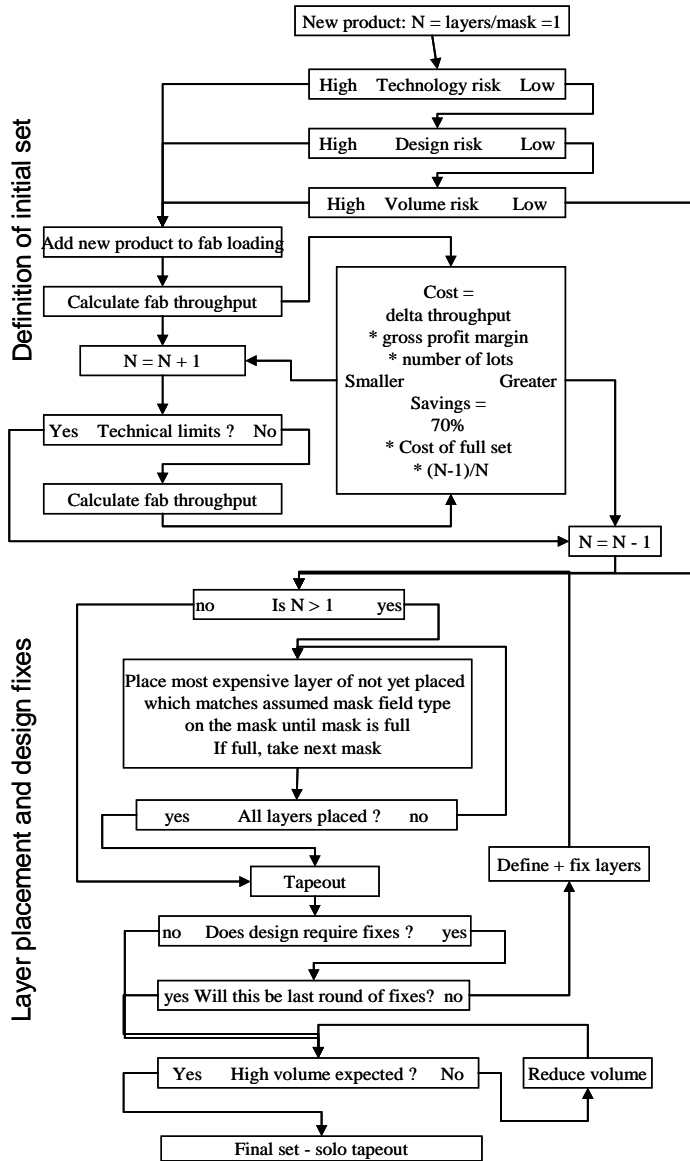 New product: N = layers/mask =1
High Technology risk Low
High Design risk Low
High Volume risk Low
Definition of initial set
Add new product to fab loading
Calculate fab throughput
N = N + 1
Yes Technical limits ? No
Calculate fab throughput
Cost =
delta throughput
* gross profit margin
* number of lots
Smaller Greater
Savings =
70%
* Cost of full set
* (N-1)/N
N = N - 1
Layer placement and design fixes
no Is N > 1 yes
Place most expensive layer of not yet placed
which matches assumed mask field type
on the mask until mask is full
If full, take next mask
yes All layers placed ? no
Define + fix layers
Tapeout
no Does design require fixes ? yes
yes Will this be last round of fixes? no
Yes High volume expected ? No
Reduce volume
Final set - solo tapeout